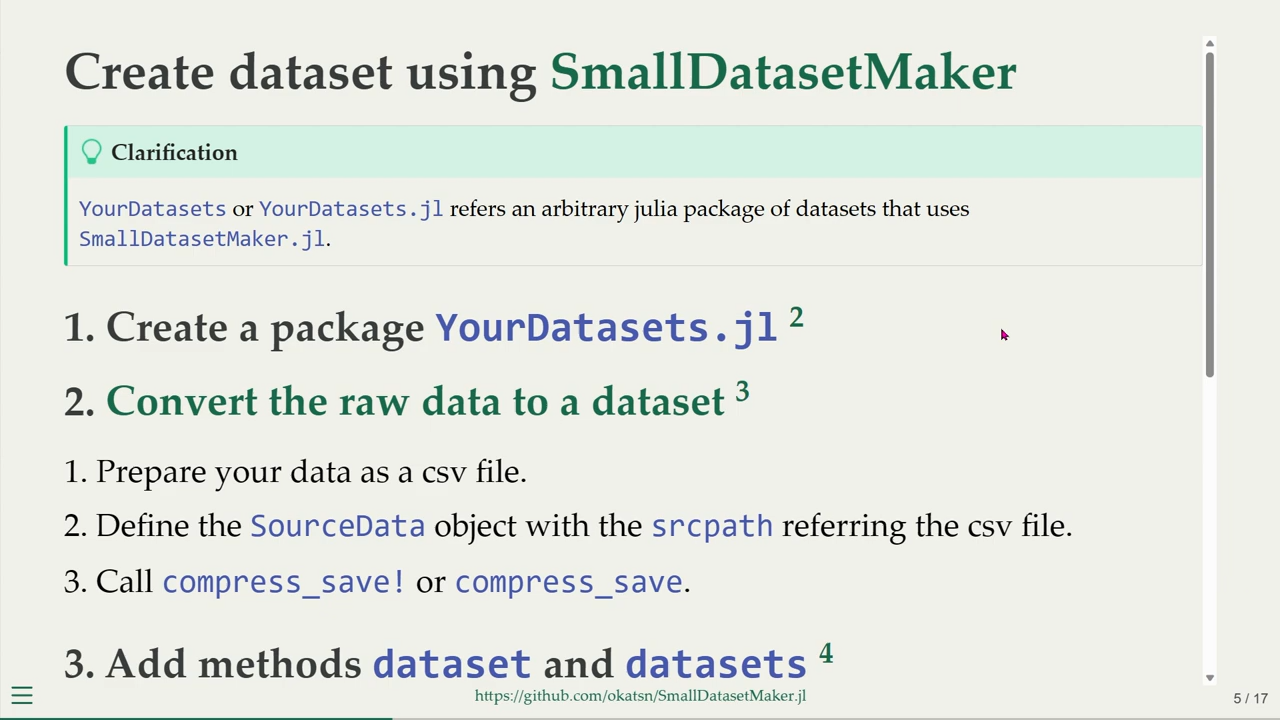 Create dataset using SmallDatasetMaker
Clarification
YourDatasets or YourDatasets.jl refers an arbitrary julia package of datasets that uses
SmallDatasetMaker.jl.
1. Create a package YourDatasets.jl 2
2. Convert the raw data to a dataset 3
1. Prepare your data as a csv file.
2. Define the SourceData object with the srcpath referring the csv file.
3. Call compress_save! or compress_save.
3. Add methods dataset and datasets 4
https://github.com/okatsn/SmallDatasetMaker.jl
5 / 17